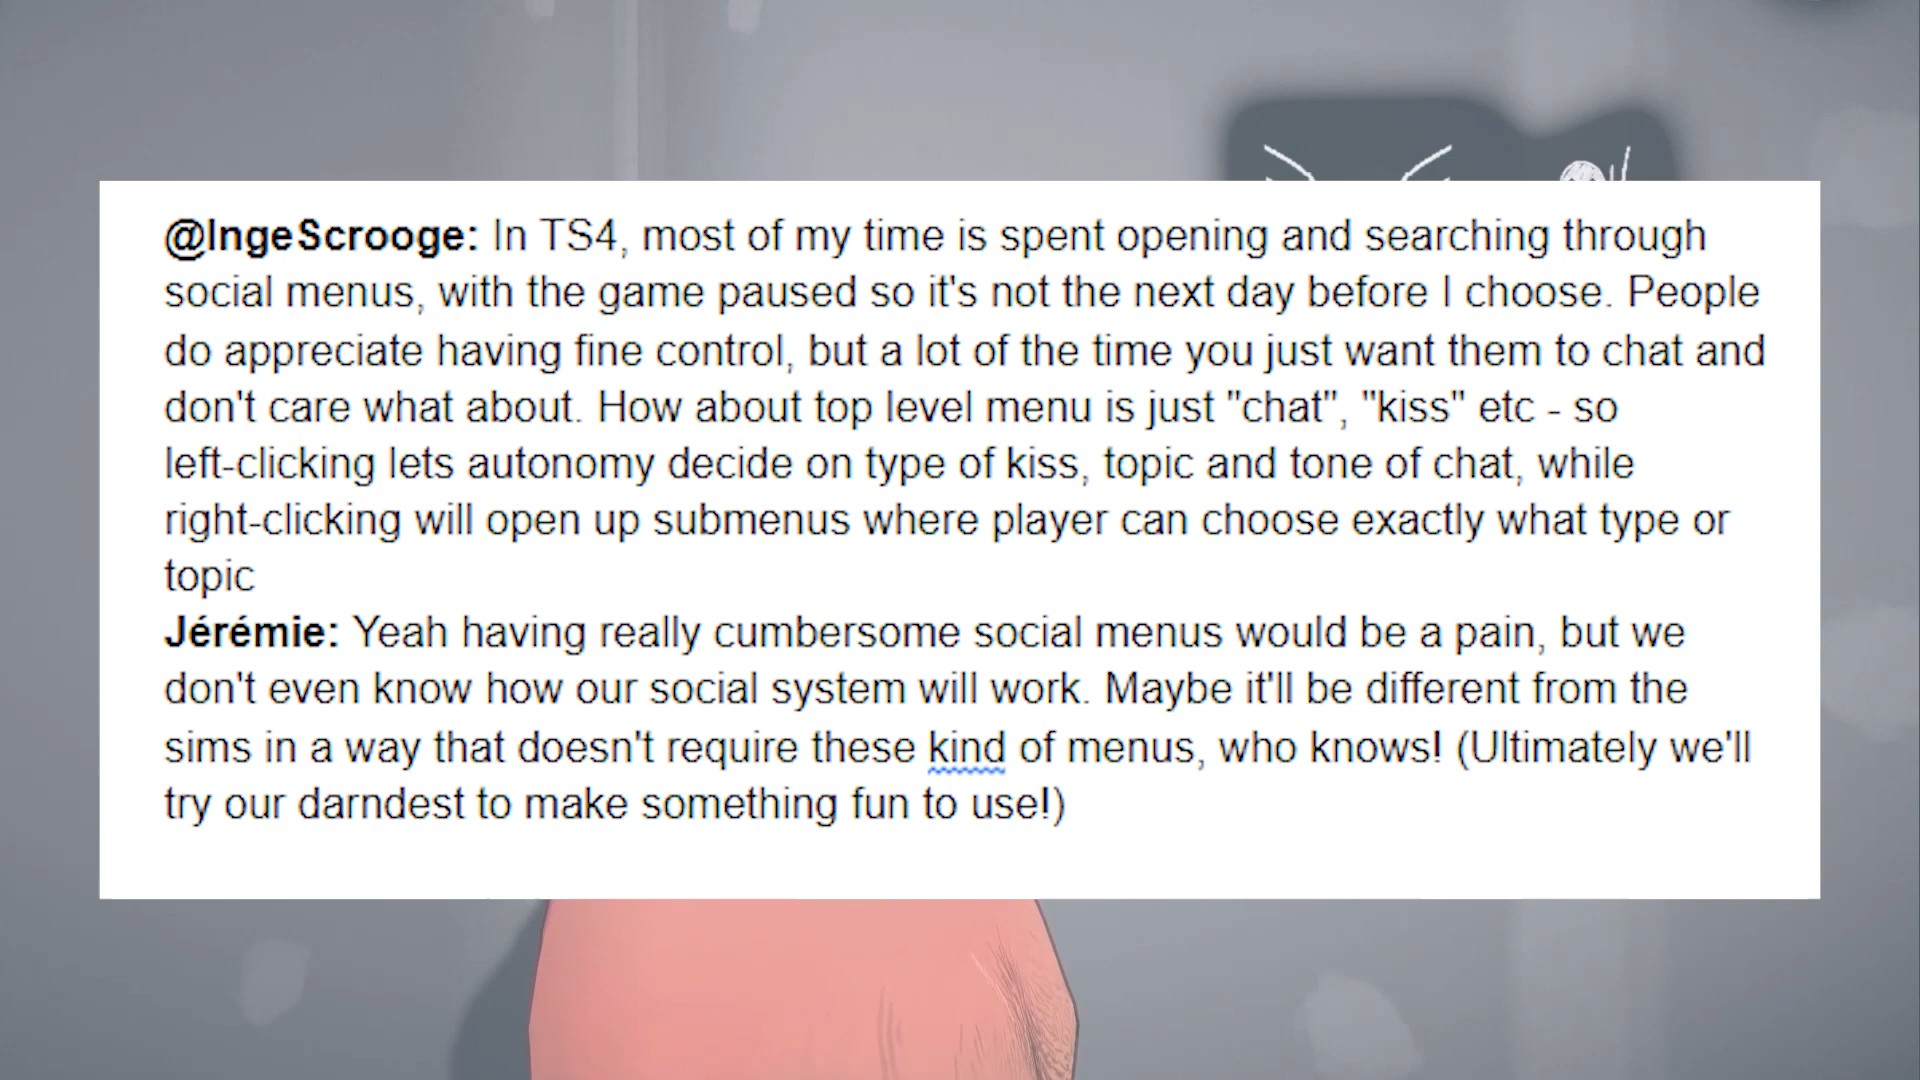 @IngeScrooge: In TS4, most of my time is spent opening and searching through
social menus, with the game paused so it's not the next day before I choose. People
do appreciate having fine control, but a lot of the time you just want them to chat and
don't care what about. How about top level menu is just "chat", "kiss" etc - so
left-clicking lets autonomy decide on type of kiss, topic and tone of chat, while
right-clicking will open up submenus where player can choose exactly what type or
topic
Jérémie: Yeah having really cumbersome social menus would be a pain, but we
don't even know how our social system will work. Maybe it'll be different from the
sims in a way that doesn't require these kind of menus, who knows! (Ultimately we'll
try our darndest to make something fun to use!)